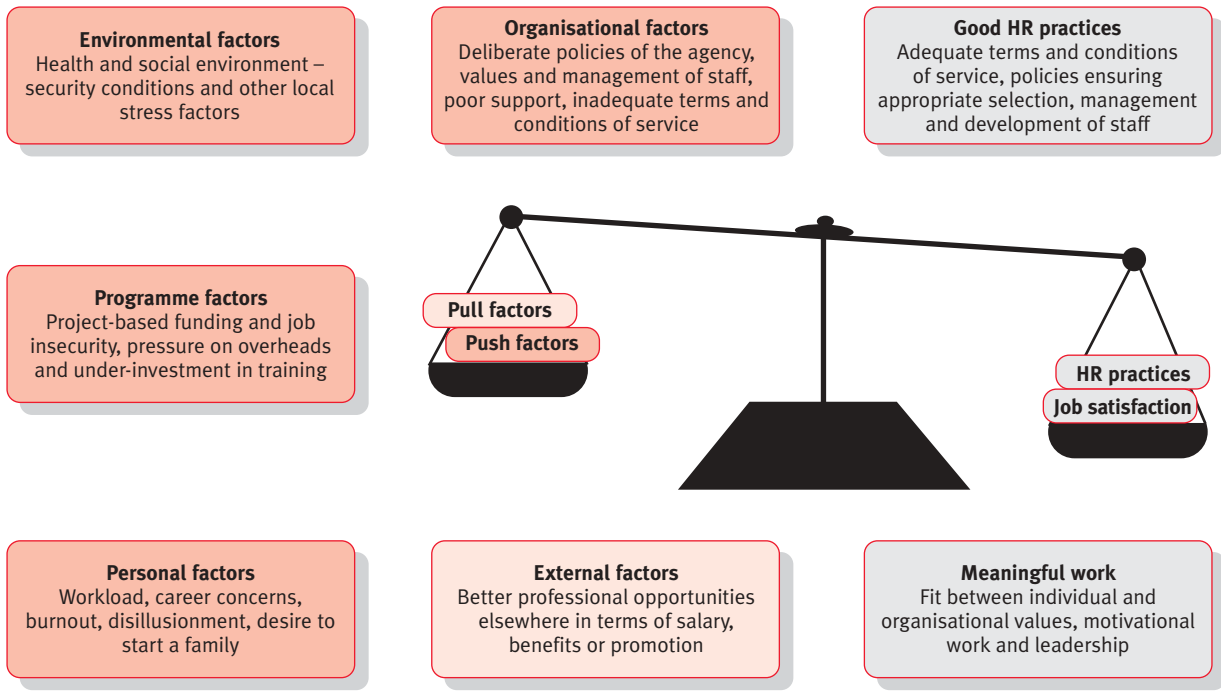 Environmental factors
Health and social environment –
security conditions and other local
stress factors
Organisational factors
Deliberate policies of the agency,
values and management of staff,
poor support, inadequate terms and
conditions of service
Good HR practices
Adequate terms and conditions
of service, policies ensuring
appropriate selection, management
and development of staff
Programme factors
Project-based funding and job
insecurity, pressure on overheads
and under-investment in training
Pull factors
Push factors
HR practices
Job satisfaction
Personal factors
Workload, career concerns,
burnout, disillusionment, desire to
start a family
External factors
Better professional opportunities
elsewhere in terms of salary,
benefits or promotion
Meaningful work
Fit between individual and
organisational values, motivational
work and leadership